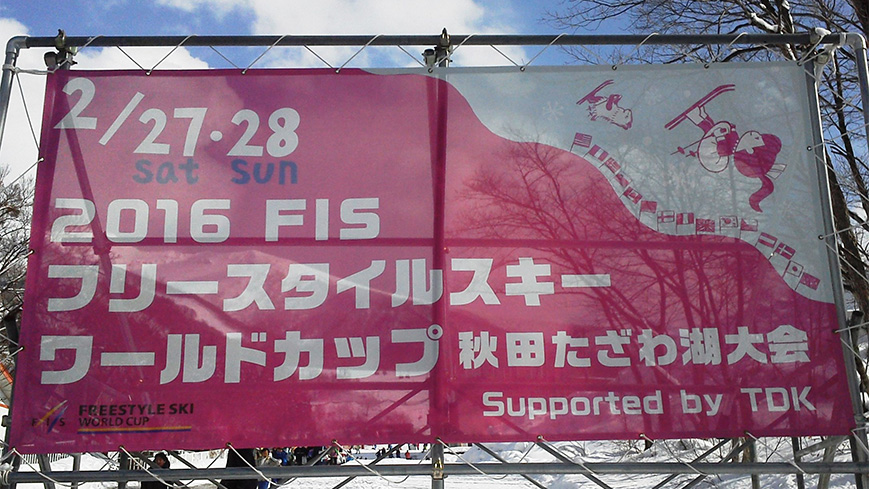 2/27・28
sat sun
2016 FIS
フリースタイルスキー
ワールドカップ 秋田たざわ湖大会
FIS FREESTYLE SKI
WORLD CUP
Supported by TDK